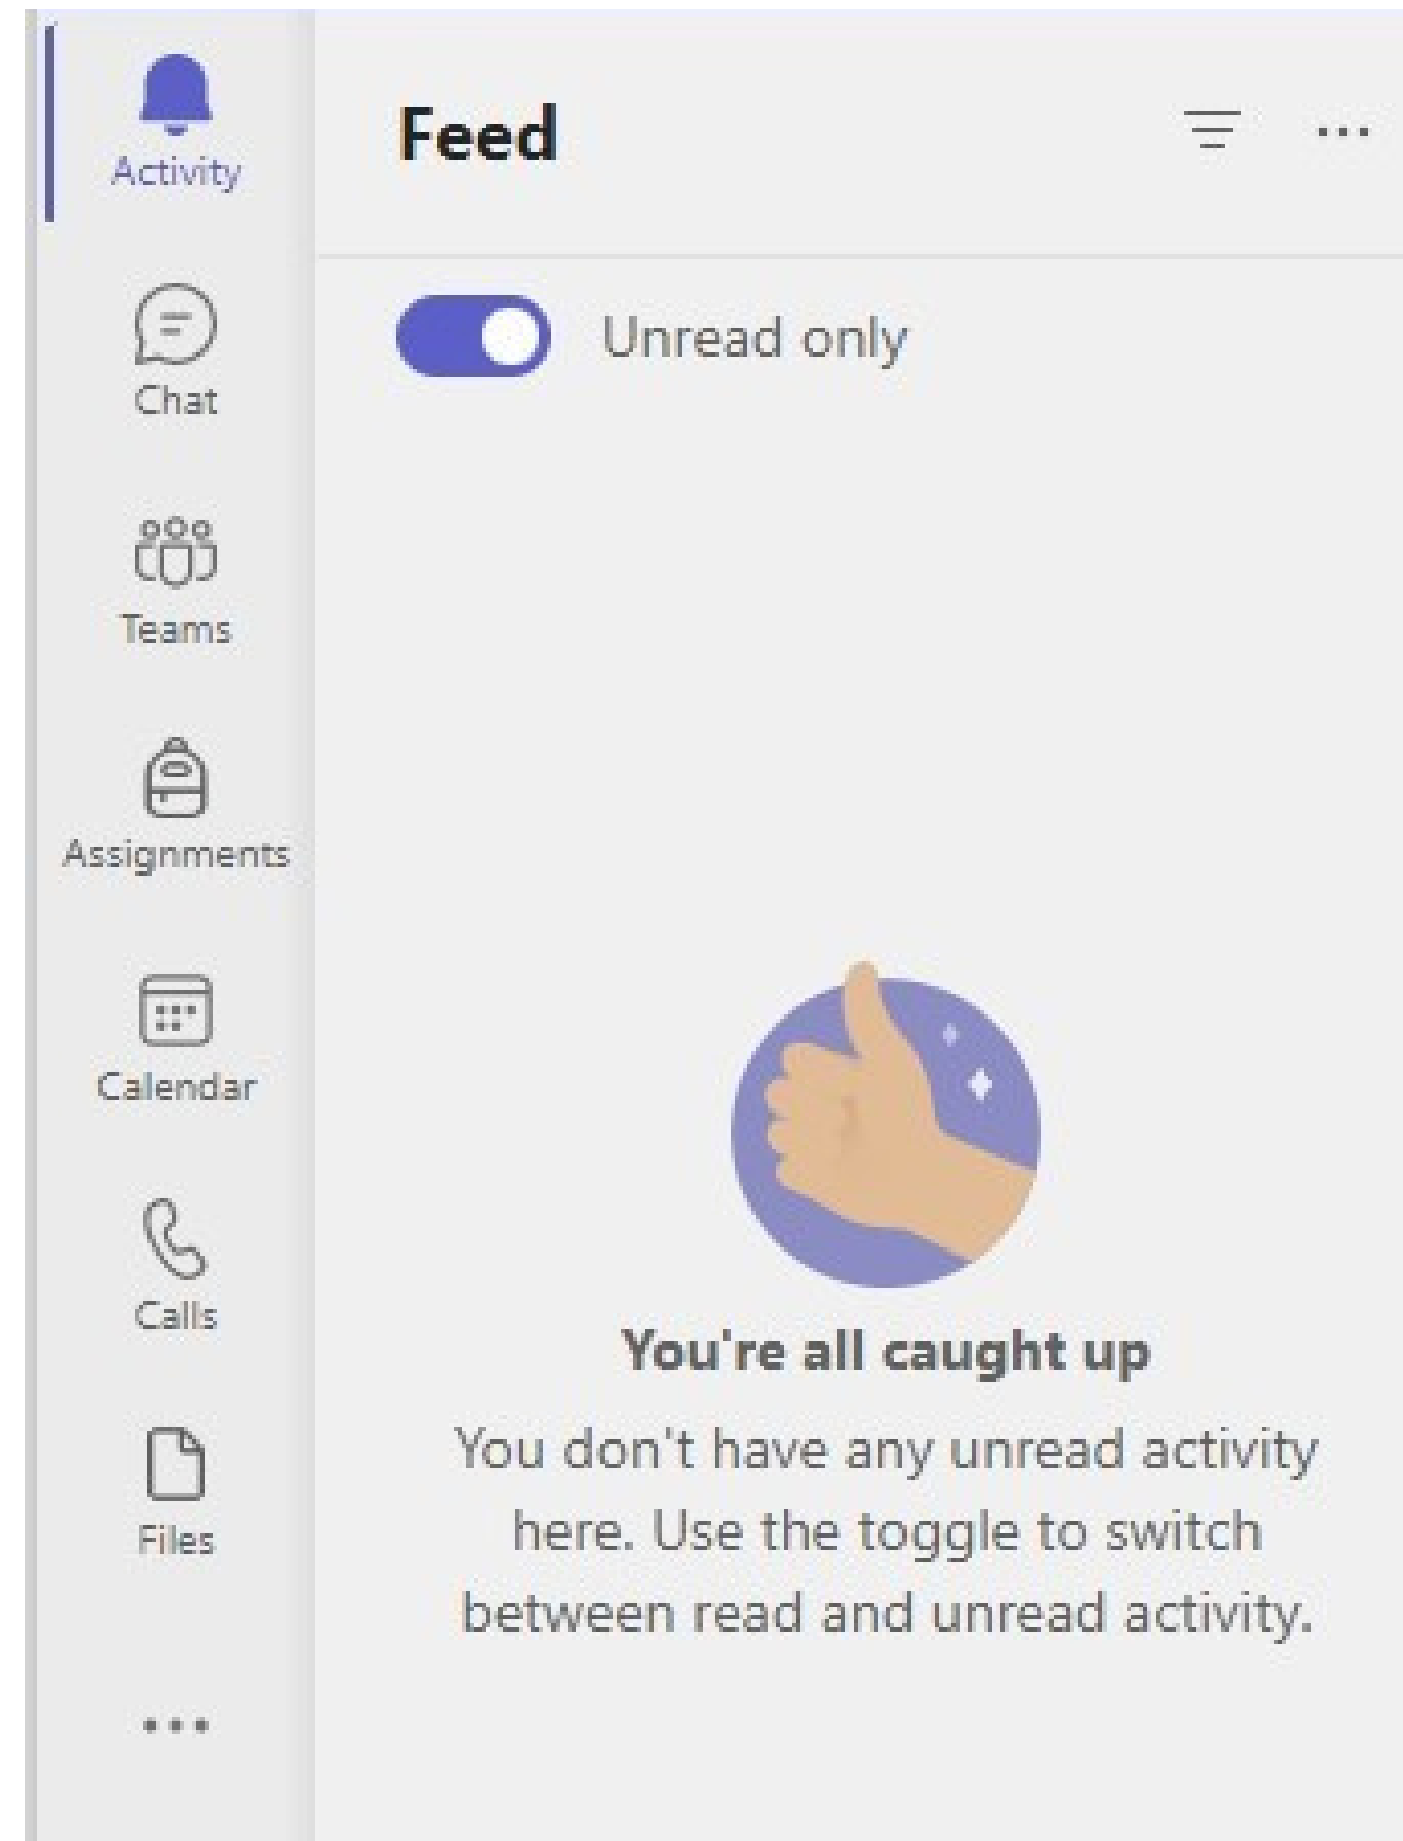 Activity
Feed
Unread only
Chat
Teams
Assignments
Calendar
Calls
Files
You're all caught up
You don't have any unread activity
here. Use the toggle to switch
between read and unread activity.